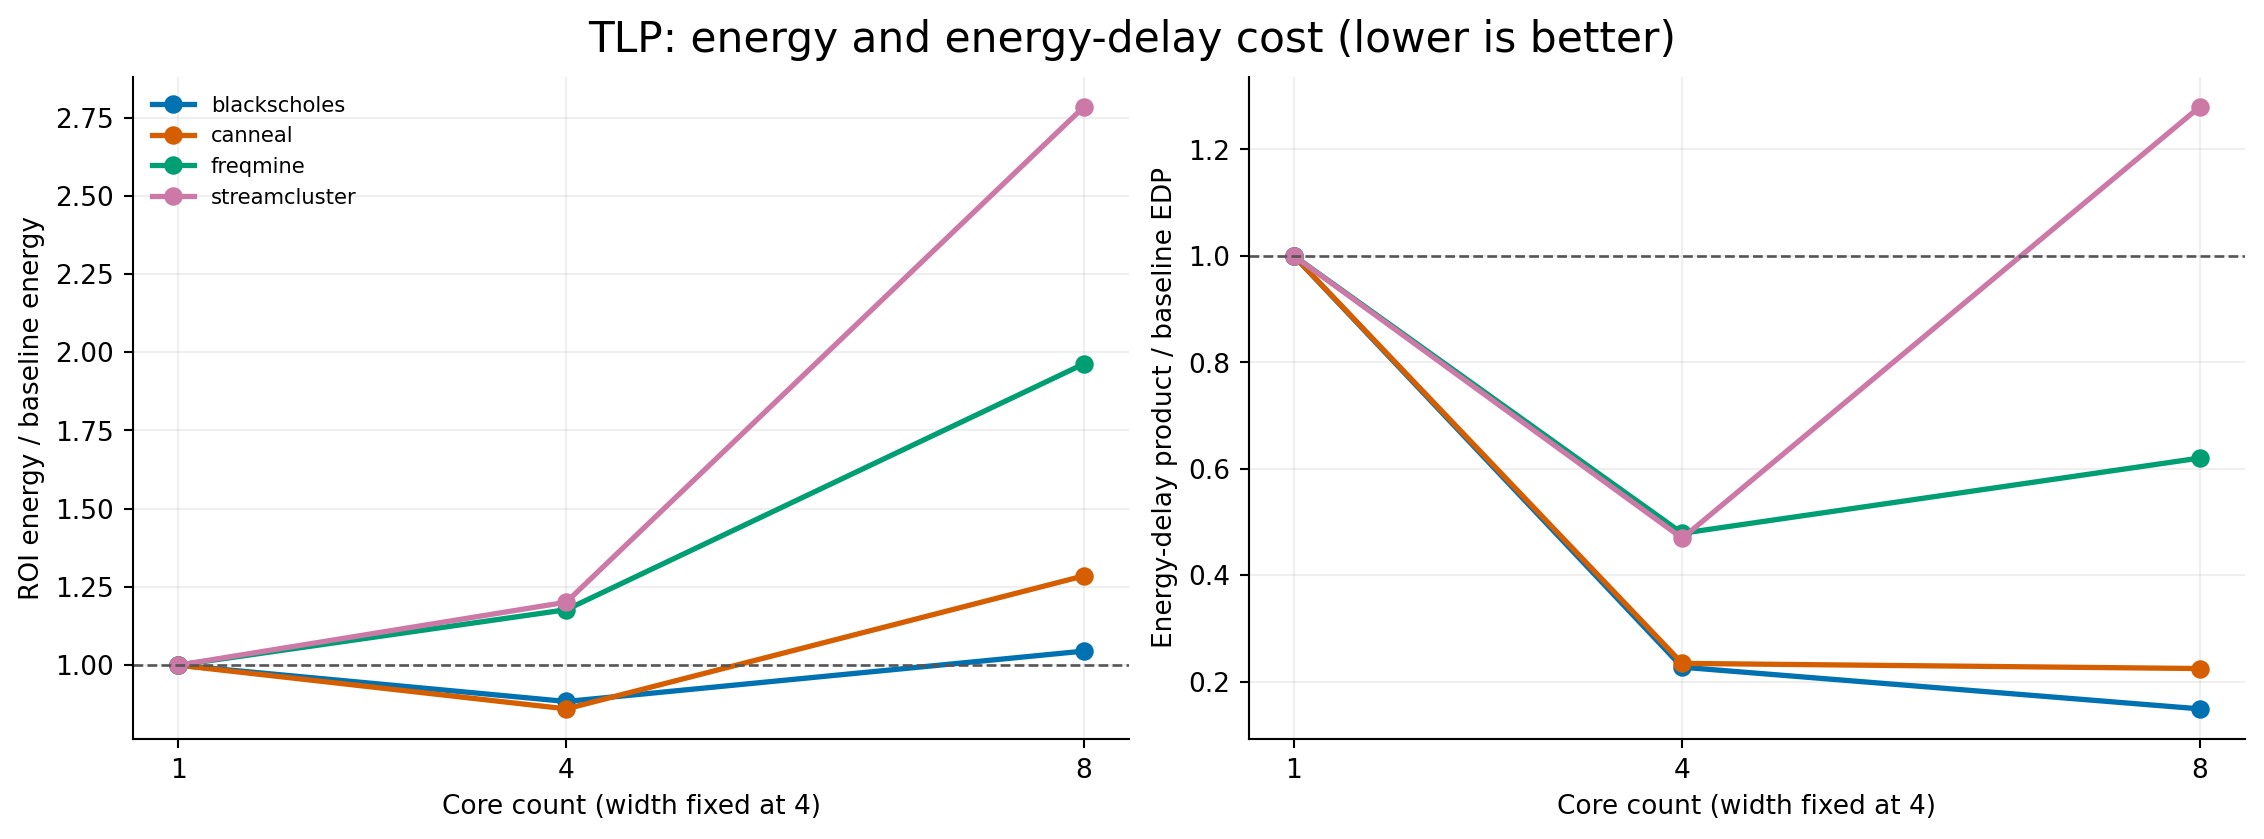 TLP: energy and energy-delay cost (lower is better)
ROI energy / baseline energy
2.75
2.50
2.25
2.00
1.75
1.50
1.25
1.00
blackscholes
canneal
freqmine
streamcluster
1 4 8
Core count (width fixed at 4)
Energy-delay product / baseline EDP
1.2
1.0
0.8
0.6
0.4
0.2
1 4 8
Core count (width fixed at 4)